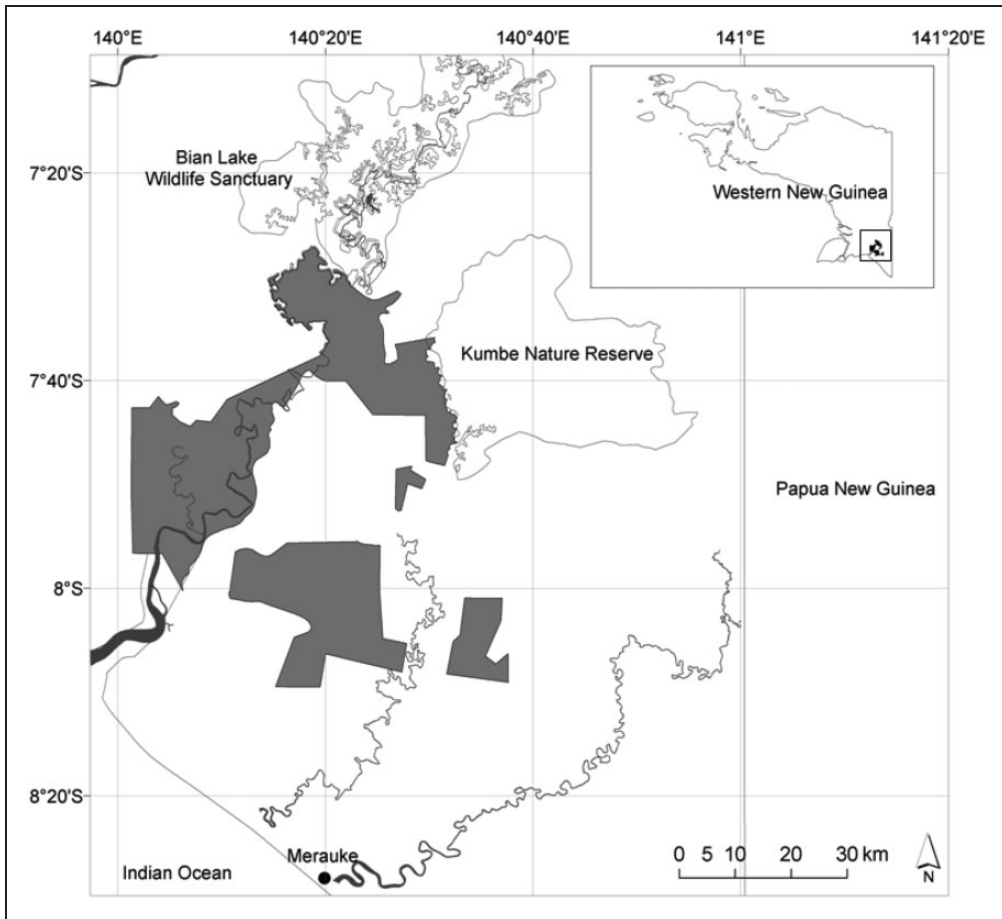 140°E
140°20'E
140°40'E
141°E
141°20'E
Bian Lake
Wildlife Sanctuary
7°20'S
Western New Guinea
Kumbe Nature Reserve
7°40'S
Papua New Guinea
8°S
8°20'S
Merauke
Indian Ocean
0 5 10 20 30 km
N